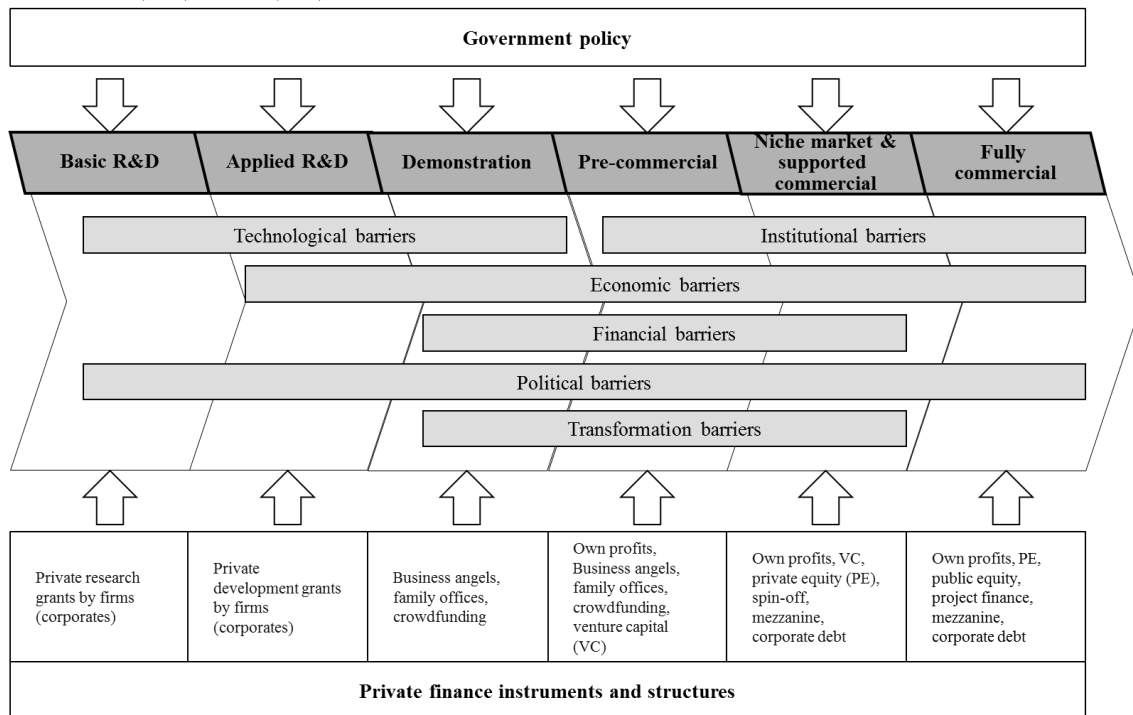 Government policy
Basic R&D
Applied R&D
Demonstration
Pre-commercial
Niche market &
supported
commercial
Fully
commercial
Technological barriers
Institutional barriers
Economic barriers
Financial barriers
Political barriers
Transformation barriers
Private research
grants by firms
(corporates)
Private
development grants
by firms
(corporates)
Business angels,
family offices,
crowdfunding
Own profits,
Business angels,
family offices,
crowdfunding,
venture capital
(VC)
Own profits, VC,
private equity (PE),
spin-off,
mezzanine,
corporate debt
Own profits, PE,
public equity,
project finance,
mezzanine,
corporate debt
Private finance instruments and structures